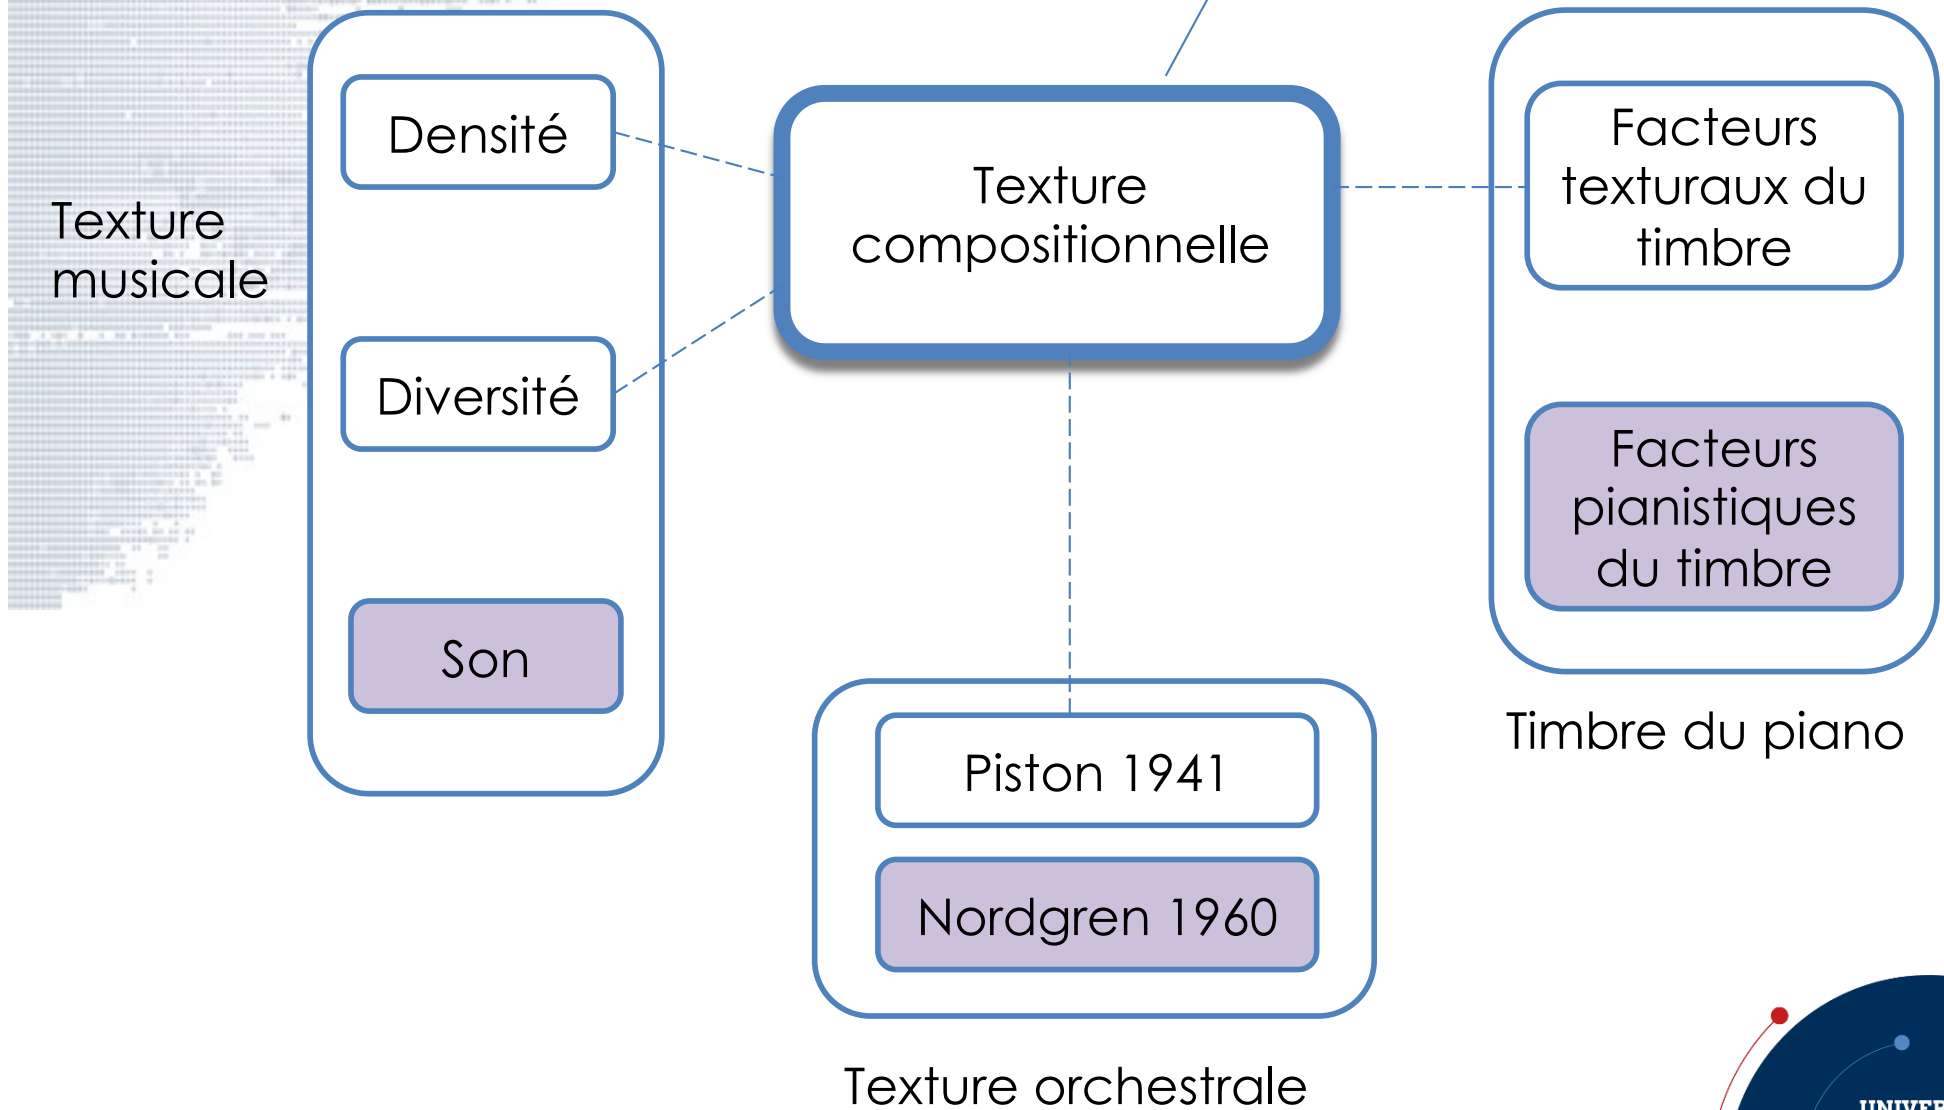 Texture
musicale
Densité
Diversité
Son
Texture
compositionnelle
Facteurs
texturaux du
timbre
Facteurs
pianistiques
du timbre
Timbre du piano
Piston 1941
Nordgren 1960
Texture orchestrale